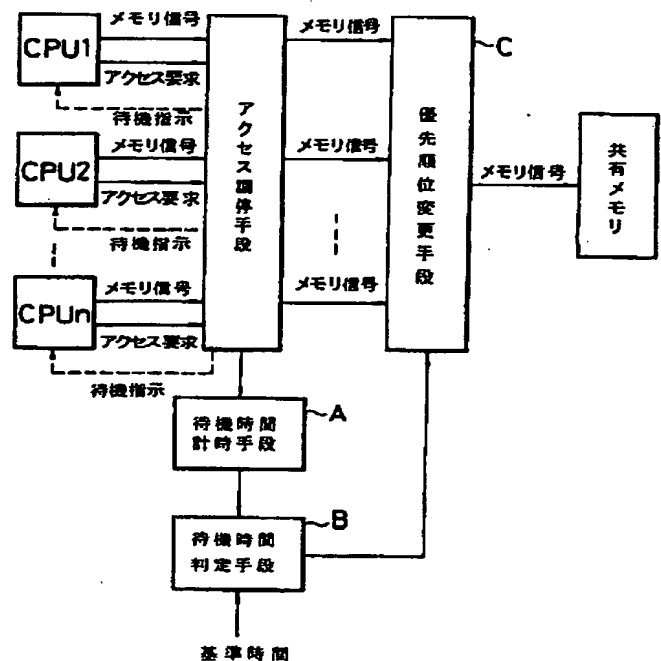 メモリ信号
CPU1
アクセス要求
待機指示
メモリ信号
CPU2
アクセス要求
待機指示
メモリ信号
CPUn
アクセス要求
待機指示
アクセス調停手段
メモリ信号
メモリ信号
メモリ信号
優先順位変更手段
C
メモリ信号
共有メモリ
待機時間
計時手段
A
待機時間
判定手段
B
基準時間